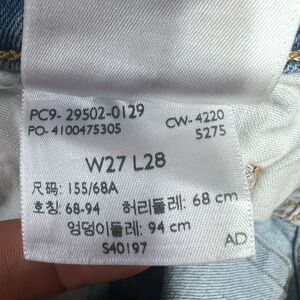 PC9- 29502-0129
PO- 4100475305 CW-4220
5275
W27 L28
尺码: 155/68A
호칭: 68-94 허리둘레: 68 cm
엉덩이둘레: 94 cm
S40197 AD